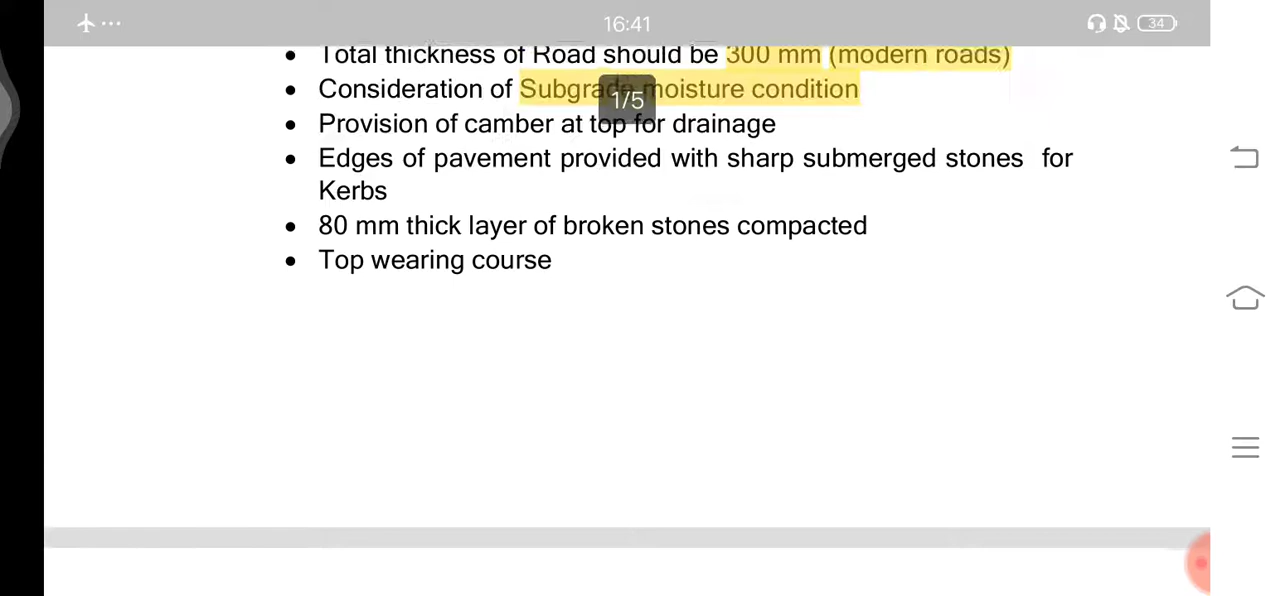 16:41
34
• Total thickness of Road should be 300 mm (modern roads)
• Consideration of Subgrade moisture condition
1/5
• Provision of camber at top for drainage
• Edges of pavement provided with sharp submerged stones for
Kerbs
• 80 mm thick layer of broken stones compacted
• Top wearing course